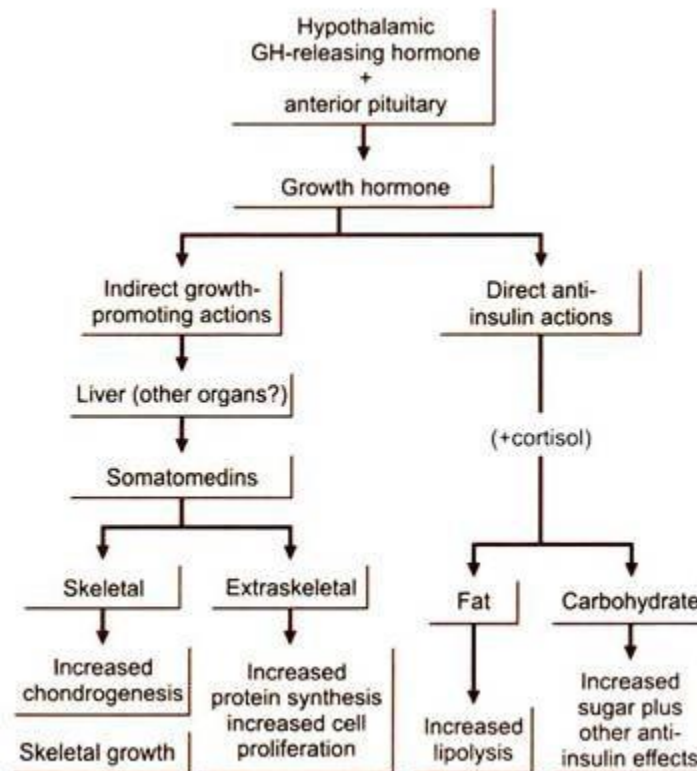 Hypothalamic
GH-releasing hormone
+
anterior pituitary
Growth hormone
Indirect growth-
promoting actions
Direct anti-
insulin actions
Liver (other organs?)
(+cortisol)
Somatomedins
Skeletal
Extraskeletal
Fat
Carbohydrate
Increased
chondrogenesis
Skeletal growth
Increased
protein synthesis
increased cell
proliferation
Increased
lipolysis
Increased
sugar plus
other anti-
insulin effects